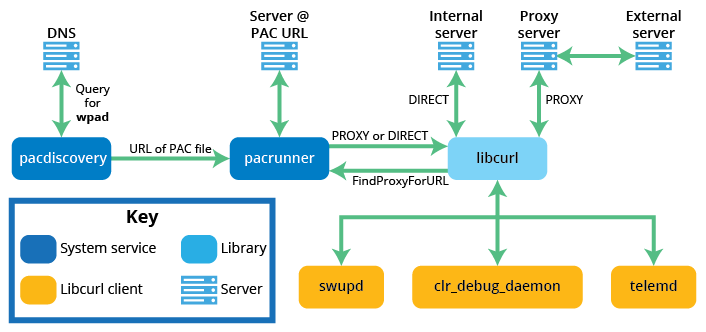 DNS
Server @
PAC URL
Internal
server
Proxy
server
External
server
Query
for
wpad
DIRECT
PROXY
pacdiscovery
URL of PAC file
pacrunner
PROXY or DIRECT
FindProxyForURL
libcurl
Key
System service
Library
Libcurl client
Server
swupd
clr_debug_daemon
telemd